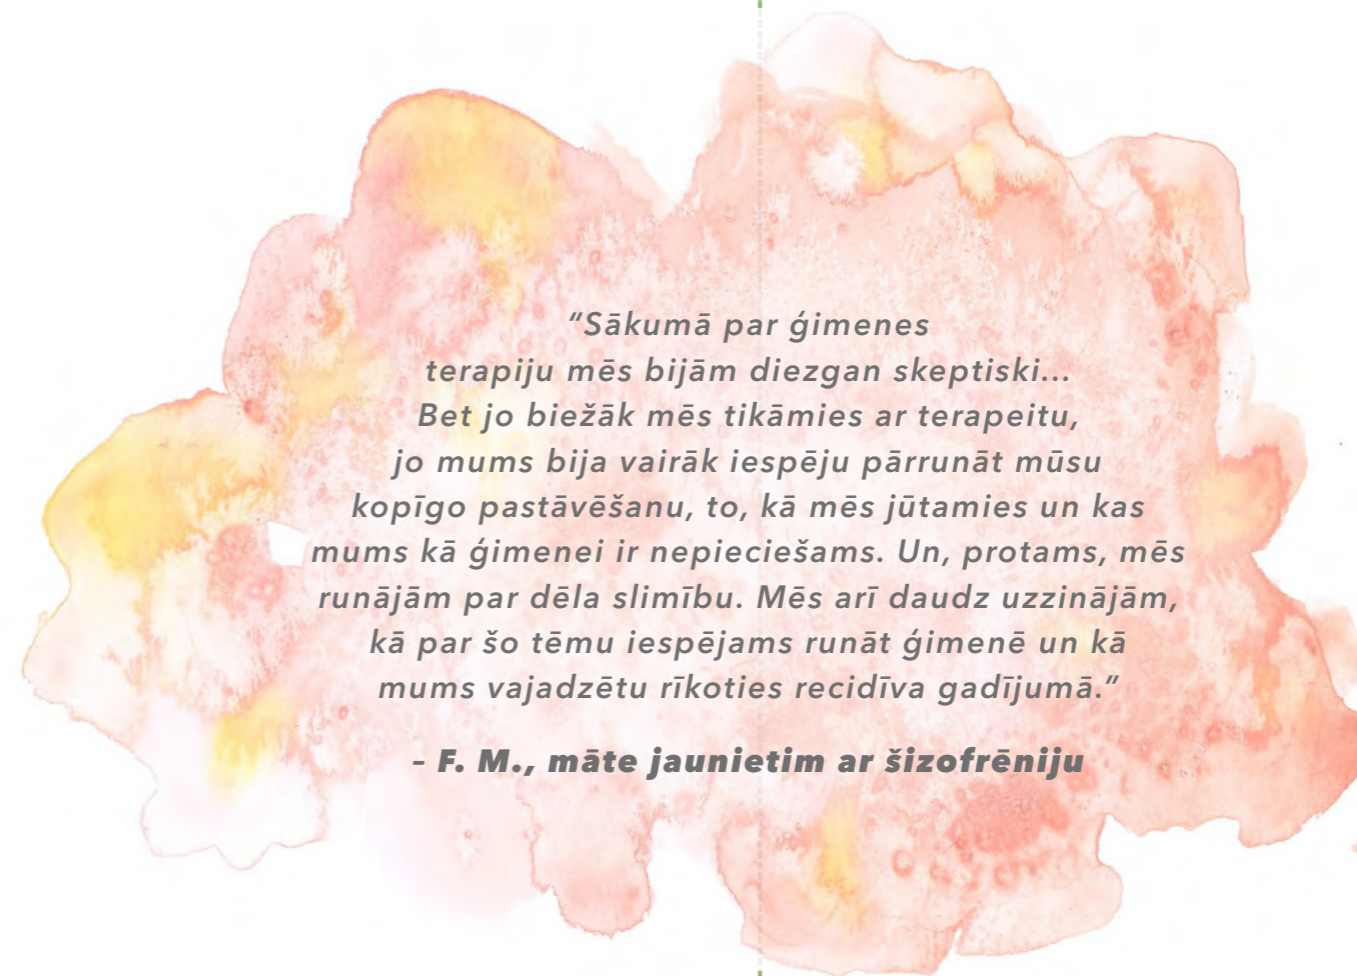 “Sākumā par ģimenes
terapiju mēs bijām diezgan skeptiski...
Bet jo biežāk mēs tikāmies ar terapeitu,
jo mums bija vairāk iespēju pārrunāt mūsu
kopīgo pastāvēšanu, to, kā mēs jūtamies un kas
mums kā ģimenei ir nepieciešams. Un, protams, mēs
runājām par dēla slimību. Mēs arī daudz uzzinājām,
kā par šo tēmu iespējams runāt ģimenē un kā
mums vajadzētu rīkoties recidīva gadījumā.”
– F. M., māte jaunietim ar šizofrēniju